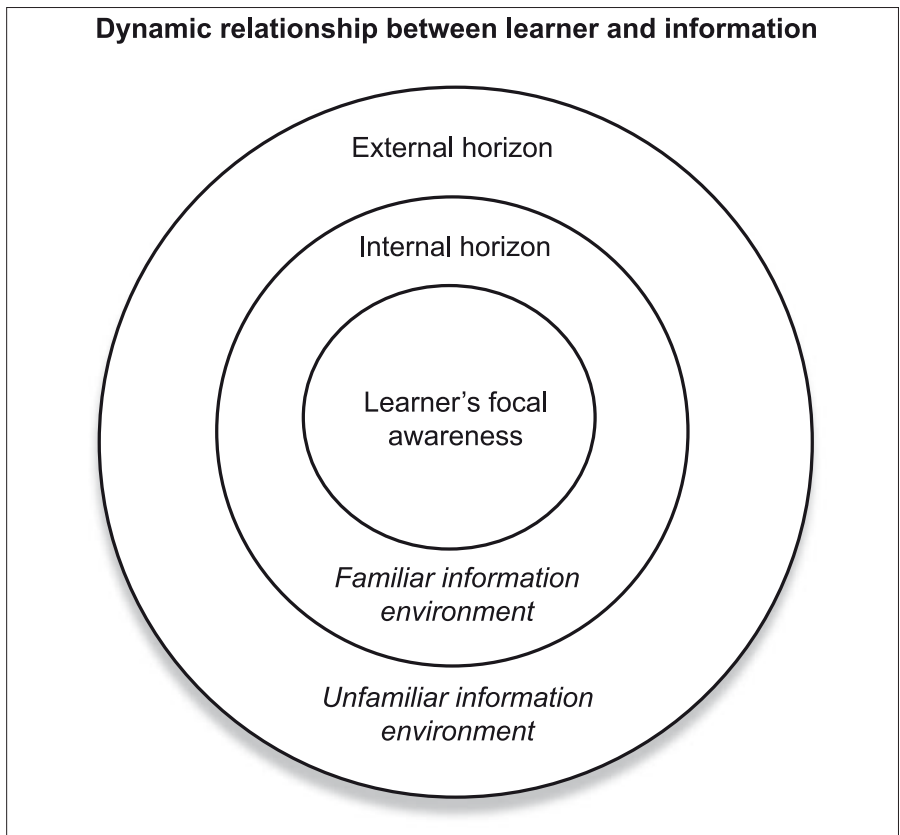 Dynamic relationship between learner and information
External horizon
Internal horizon
Learner’s focal
awareness
Familiar information
environment
Unfamiliar information
environment